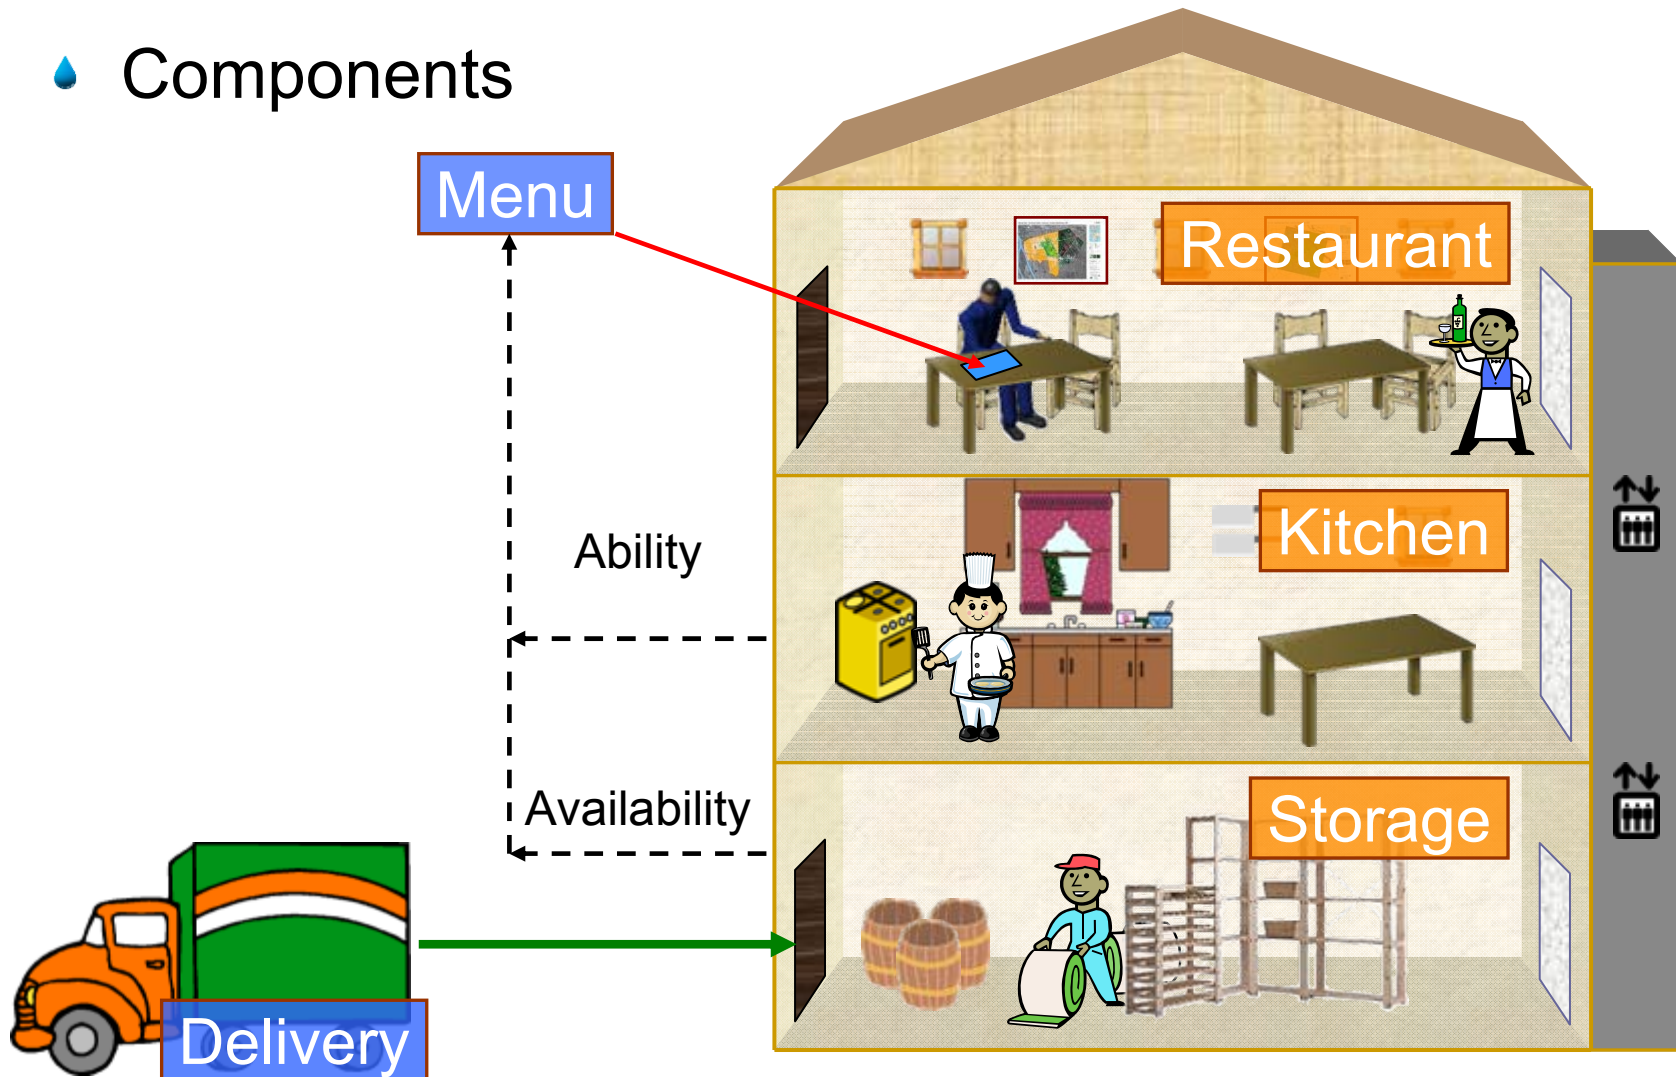 Components
Menu
Restaurant
Ability
Kitchen
Availability
Storage
Delivery